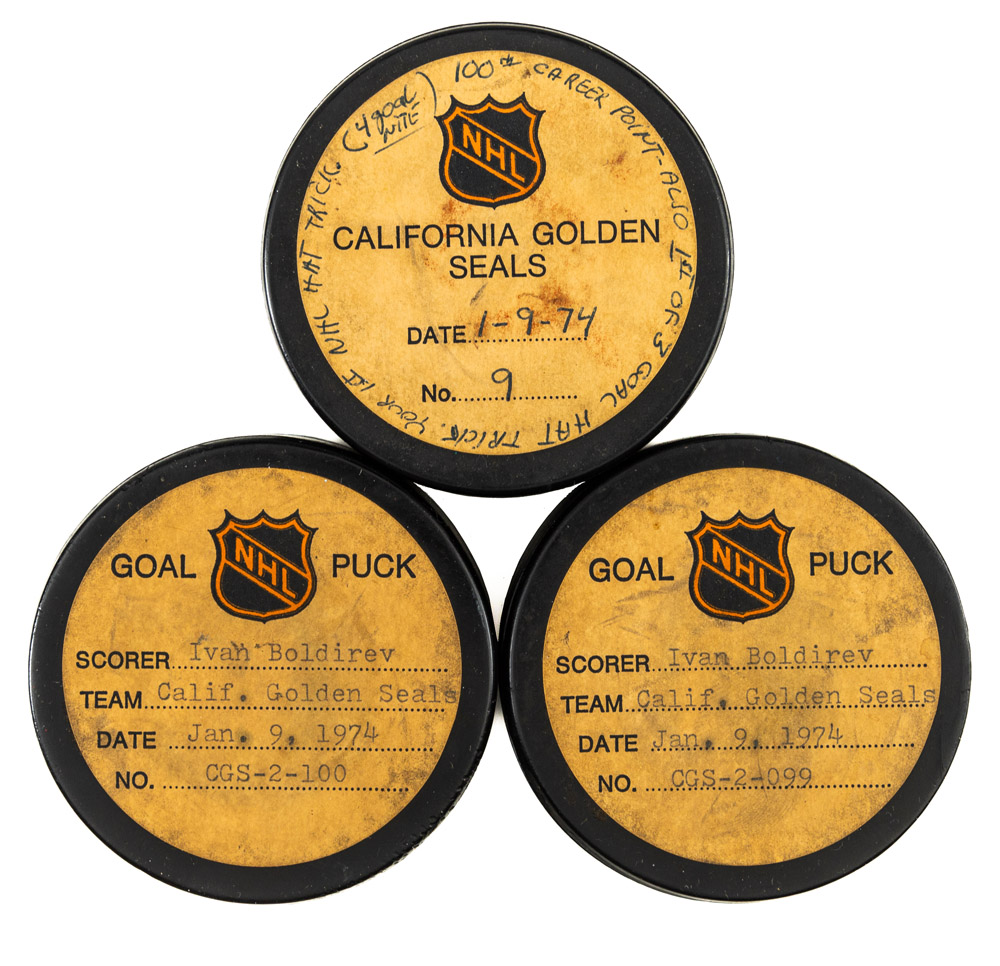 100th CAREER POINT-ALSO 1ST OF 3 GOAL HAT TRICK. YOUR 1ST NHL HAT TRICK. (4 goal NITE)
NHL
CALIFORNIA GOLDEN
SEALS
DATE 1-9-74
No. 9
GOAL NHL PUCK
SCORER Ivan Boldirev
TEAM Calif. Golden Seals
DATE Jan. 9, 1974
NO. CGS-2-100
GOAL NHL PUCK
SCORER Ivan Boldirev
TEAM Calif. Golden Seals
DATE Jan. 9, 1974
NO. CGS-2-099